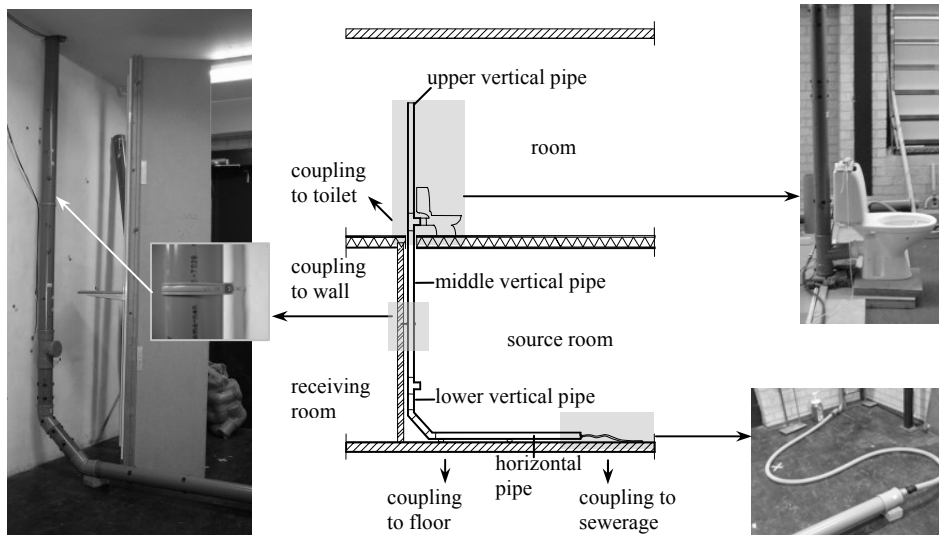 upper vertical pipe
room
coupling
to toilet
coupling
to wall
middle vertical pipe
source room
receiving
room
lower vertical pipe
horizontal
pipe
coupling
to floor
coupling to
sewerage